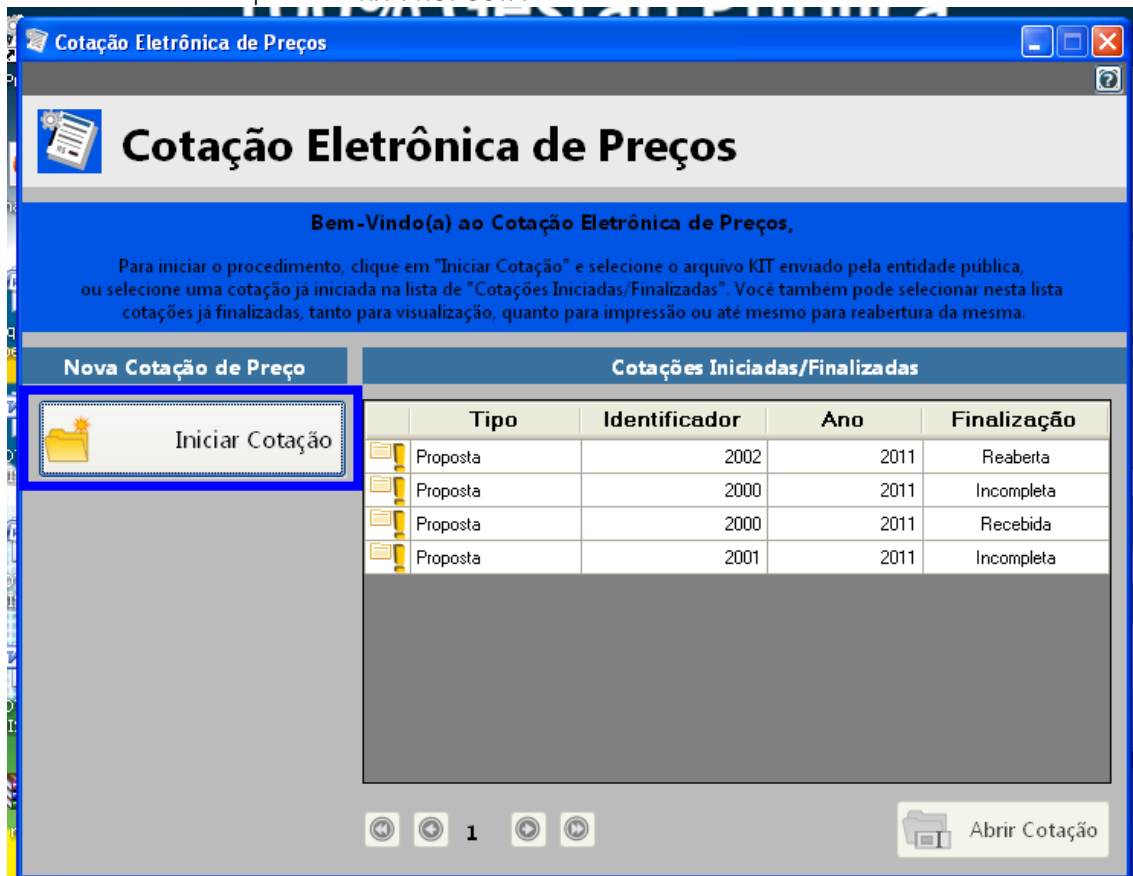 Cotação Eletrônica de Preços
Cotação Eletrônica de Preços
Bem-Vindo(a) ao Cotação Eletrônica de Preços,
Para iniciar o procedimento, clique em "Iniciar Cotação" e selecione o arquivo KIT enviado pela entidade pública,
ou selecione uma cotação já iniciada na lista de "Cotações Iniciadas/Finalizadas". Você também pode selecionar nesta lista
cotações já finalizadas, tanto para visualização, quanto para impressão ou até mesmo para reabertura da mesma.
Nova Cotação de Preço
Cotações Iniciadas/Finalizadas
Iniciar Cotação
Tipo Identificador Ano Finalização
Proposta 2002 2011 Reaberta
Proposta 2000 2011 Incompleta
Proposta 2000 2011 Recebida
Proposta 2001 2011 Incompleta
1
Abrir Cotação